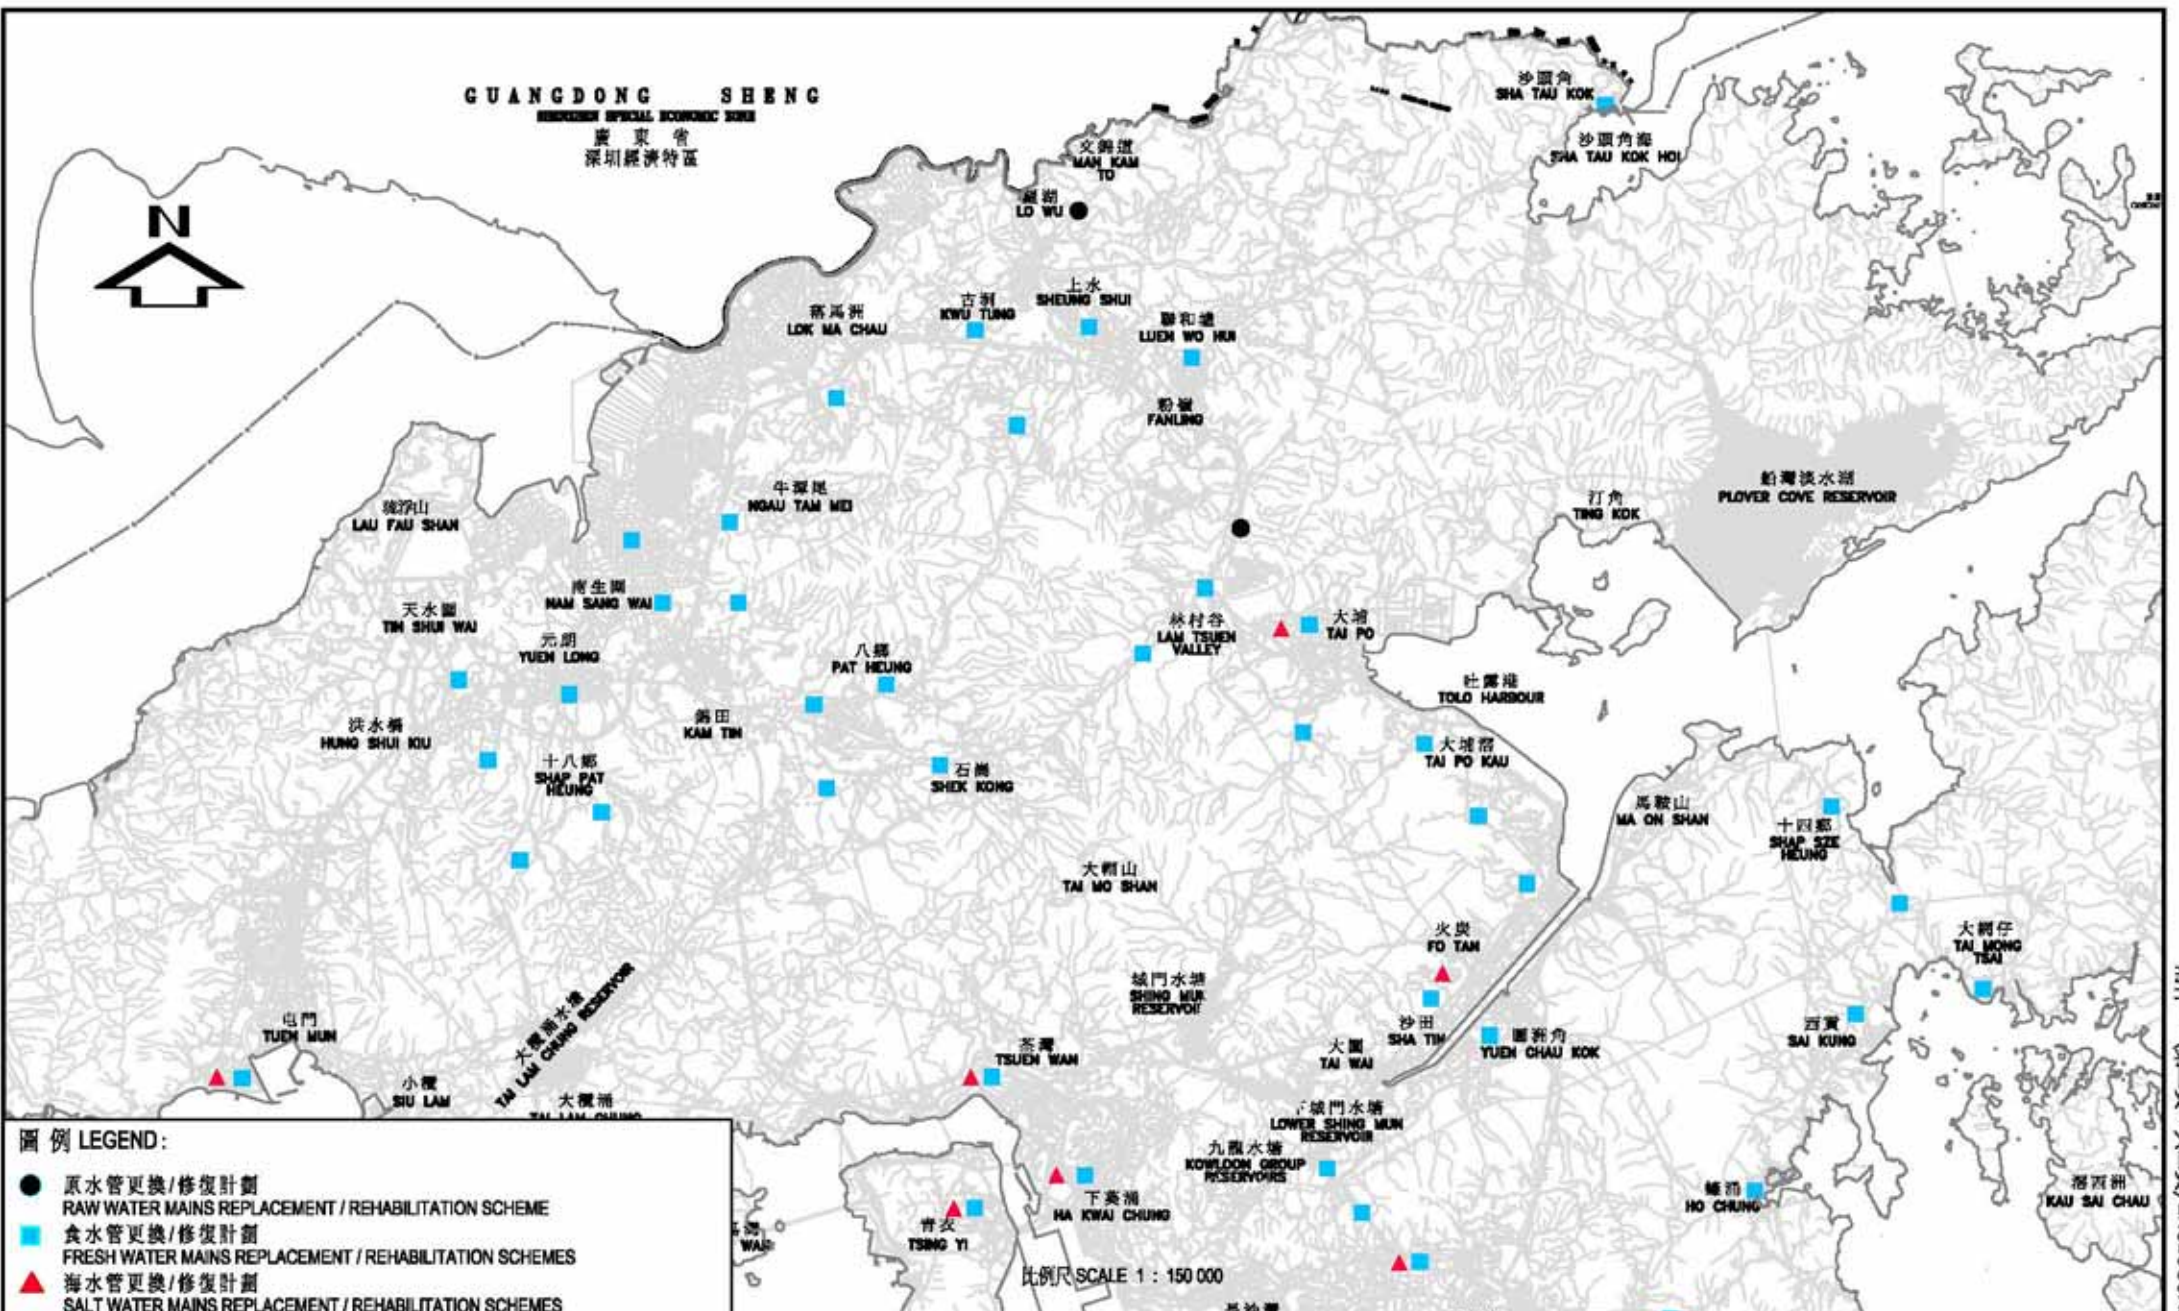 GUANGDONG SHENG
SHENZHEN SPECIAL ECONOMIC ZONE
廣東省
深圳經濟特區
N
沙頭角
SHA TAU KOK
沙頭角海
SHA TAU KOK HOI
文錦道
MAN KAM
TO
羅湖
LO WU
上水
SHEUNG SHUI
古洞
KWU TUNG
落馬洲
LOK MA CHAU
聯和墟
LUEN WO HUI
粉嶺
FANLING
牛潭尾
NGAU TAM MEI
流浮山
LAU FAU SHAN
船灣淡水湖
PLOVER COVE RESERVOIR
汀角
TING KOK
南生圍
NAM SANG WAI
天水圍
TIN SHUI WAI
元朗
YUEN LONG
八鄉
PAT HEUNG
林村谷
LAM TSUEN
VALLEY
大埔
TAI PO
吐露港
TOLO HARBOUR
洪水橋
HUNG SHUI KIU
錦田
KAM TIN
十八鄉
SHAP PAT
HEUNG
石崗
SHEK KONG
大埔滘
TAI PO KAU
馬鞍山
MA ON SHAN
十四鄉
SHAP SZE
HEUNG
大帽山
TAI MO SHAN
火炭
FO TAN
大網仔
TAI MONG
TSAI
城門水塘
SHING MUN
RESERVOIR
屯門
TUEN MUN
大欖涌水塘
TAI LAM CHUNG RESERVOIR
荃灣
TSUEN WAN
大圍
TAI WAI
沙田
SHA TIN
圓洲角
YUEN CHAU KOK
西貢
SAI KUNG
小欖
SIU LAM
大欖涌
TAI LAM CHUNG
下城門水塘
LOWER SHING MUN
RESERVOIR
九龍水塘
KOWLOON GROUP
RESERVOIRS
下葵涌
HA KWAI CHUNG
蠔涌
HO CHUNG
滘西洲
KAU SAI CHAU
青衣
TSING YI
WAN
比例尺 SCALE 1 : 150 000
圖例 LEGEND:
原水管更換/修復計劃
RAW WATER MAINS REPLACEMENT / REHABILITATION SCHEME
食水管更換/修復計劃
FRESH WATER MAINS REPLACEMENT / REHABILITATION SCHEMES
海水管更換/修復計劃
SALT WATER MAINS REPLACEMENT / REHABILITATION SCHEMES